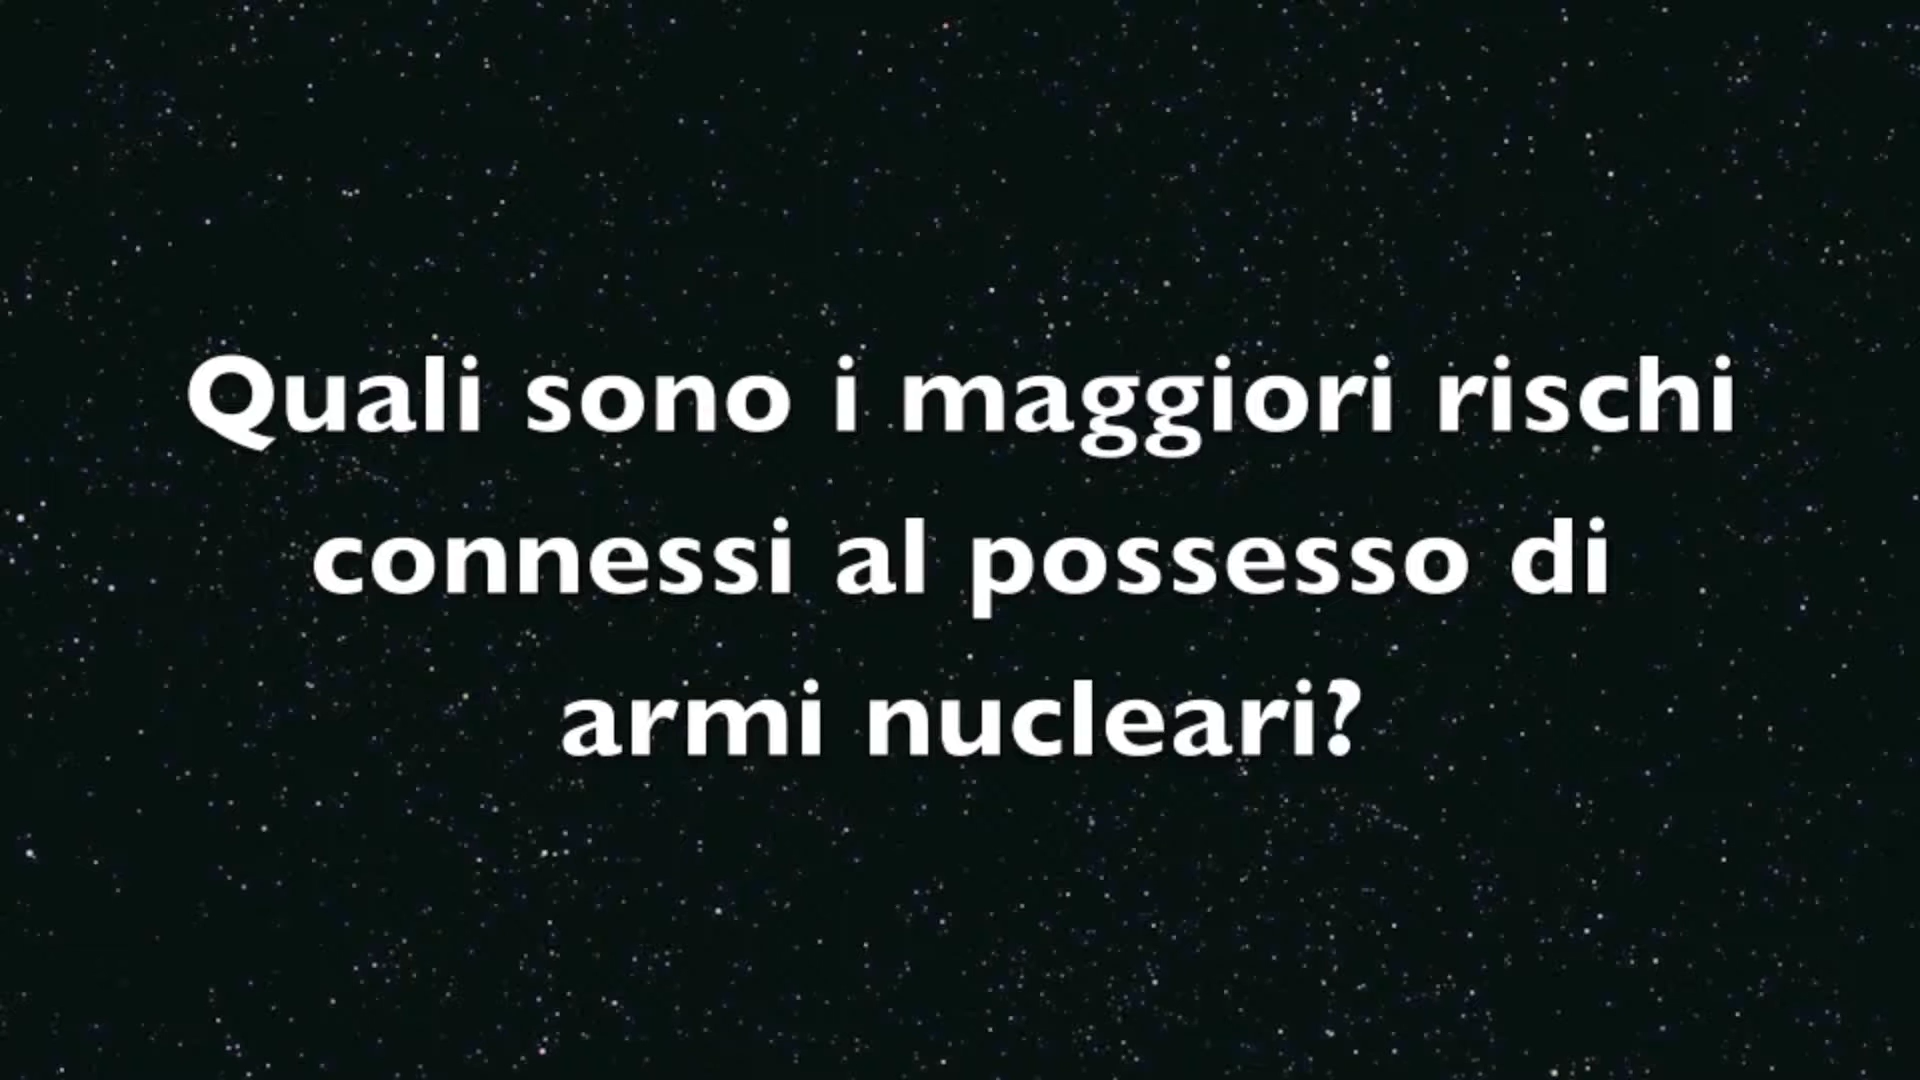 Quali sono i maggiori rischi
connessi al possesso di
armi nucleari?